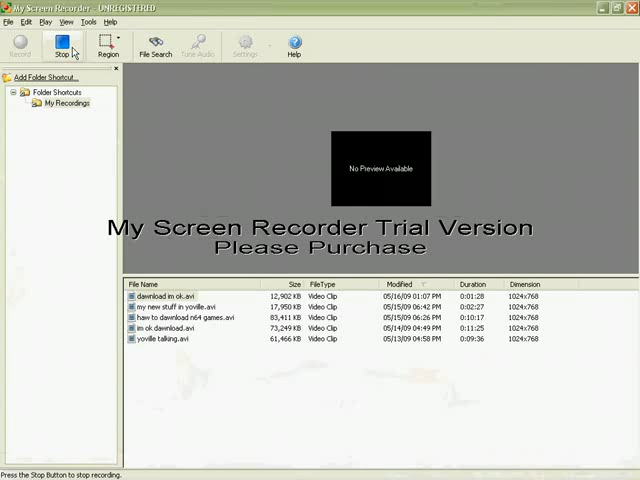 My Screen Recorder - UNREGISTERED
File Edit Play View Tools Help
Record Stop Region File Search Tune Audio Settings Help
Add Folder Shortcut...
Folder Shortcuts
My Recordings
No Preview Available
My Screen Recorder Trial Version
Please Purchase
File Name Size FileType Modified Duration Dimension
dawnload im ok.avi 12,902 KB Video Clip 05/16/09 01:07 PM 0:01:28 1024x768
my new stuff in yoville.avi 17,950 KB Video Clip 05/15/09 06:42 PM 0:02:27 1024x768
haw to dawnload n64 games.avi 83,411 KB Video Clip 05/15/09 06:26 PM 0:10:17 1024x768
im ok dawnload.avi 73,249 KB Video Clip 05/14/09 04:49 PM 0:11:25 1024x768
yoville talking.avi 61,466 KB Video Clip 05/13/09 04:58 PM 0:09:36 1024x768
Press the Stop Button to stop recording.